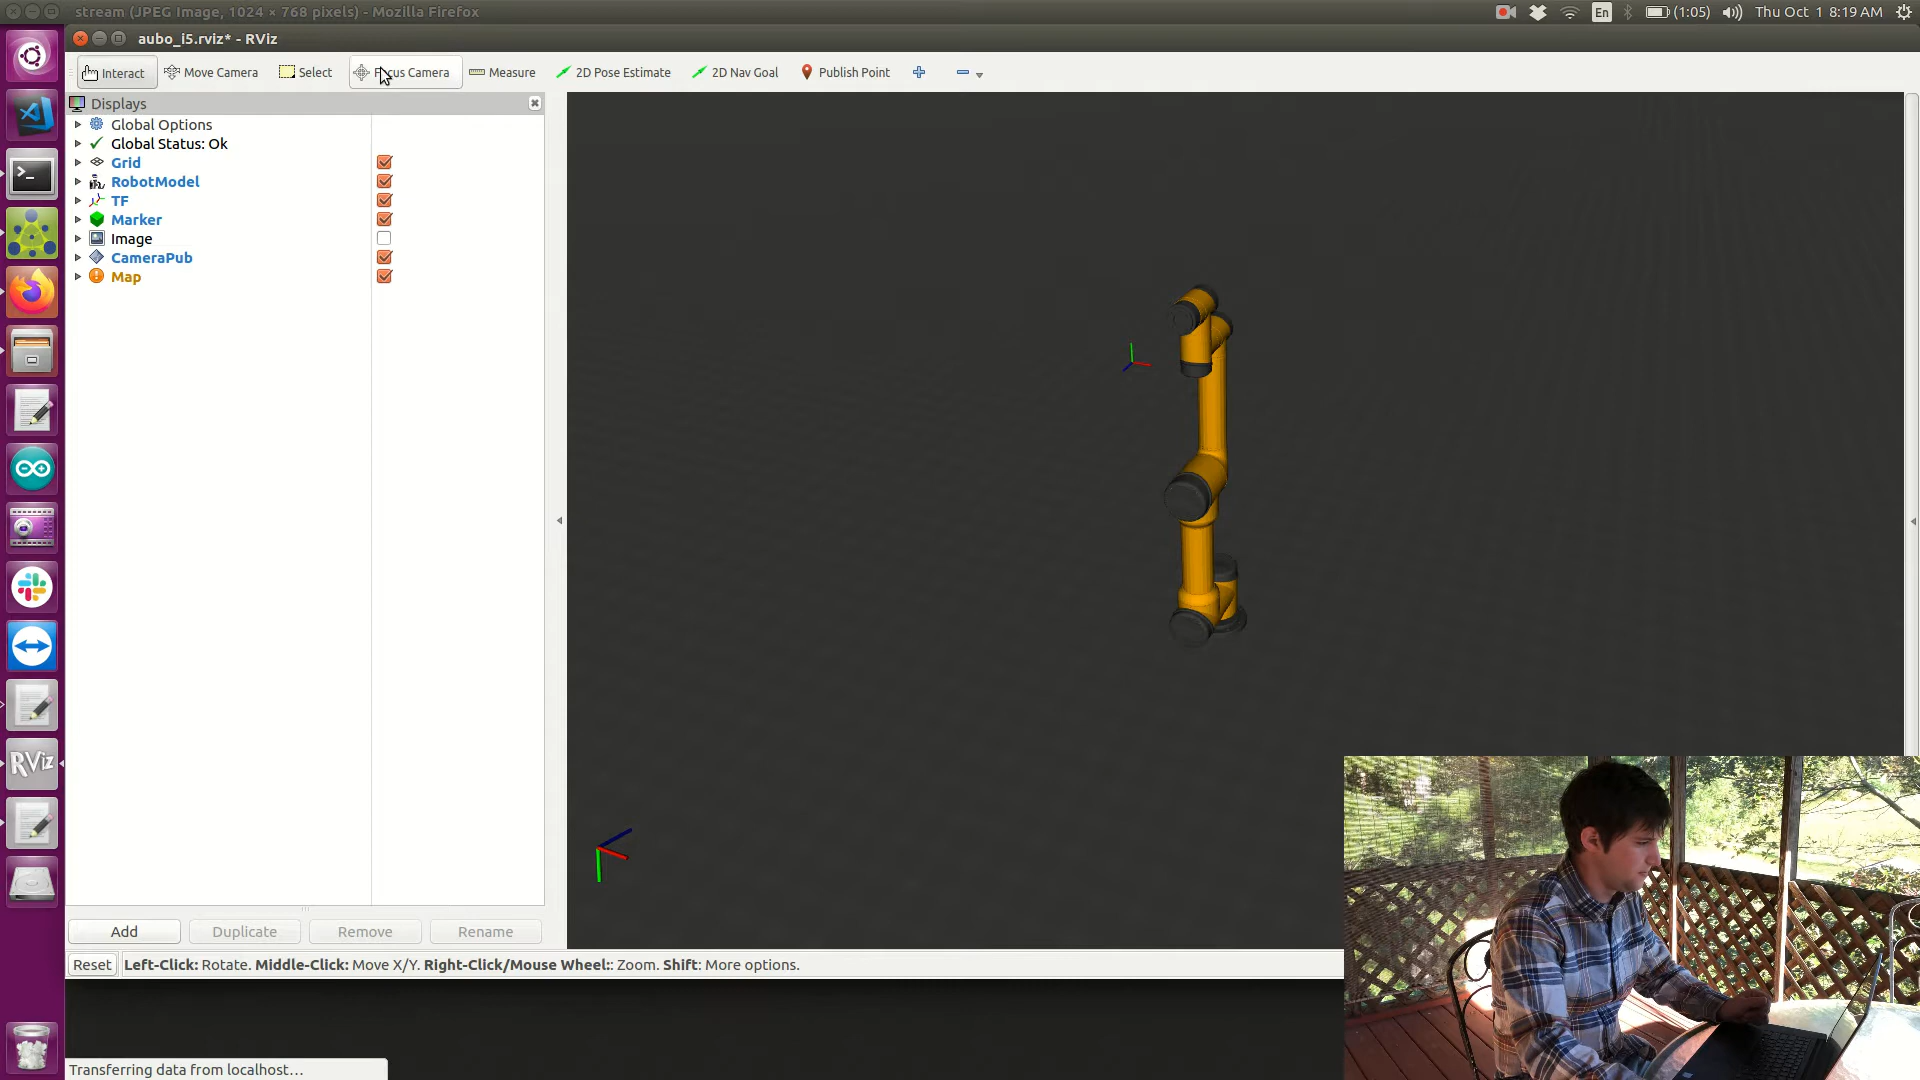 stream (JPEG Image, 1024 × 768 pixels) - Mozilla Firefox
En
(1:05)
Thu Oct 1 8:19 AM
aubo_i5.rviz* - RViz
Interact
Move Camera
Select
Focus Camera
Measure
2D Pose Estimate
2D Nav Goal
Publish Point
Displays
Global Options
Global Status: Ok
Grid
RobotModel
TF
Marker
Image
CameraPub
Map
RViz
Add
Duplicate
Remove
Rename
Reset
Left-Click: Rotate. Middle-Click: Move X/Y. Right-Click/Mouse Wheel:: Zoom. Shift: More options.
Transferring data from localhost…